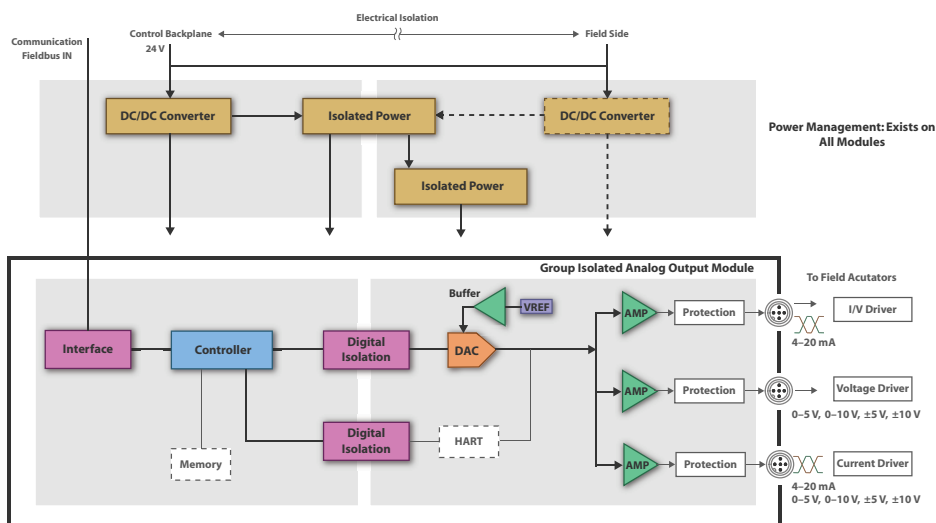 Electrical Isolation
Communication
Fieldbus IN
Control Backplane
24 V
Field Side
DC/DC Converter
Isolated Power
DC/DC Converter
Isolated Power
Power Management: Exists on
All Modules
Group Isolated Analog Output Module
To Field Acutators
Buffer
VREF
AMP
Protection
I/V Driver
4–20 mA
Interface
Controller
Digital
Isolation
DAC
AMP
Protection
Voltage Driver
0–5 V, 0–10 V, ±5 V, ±10 V
Memory
Digital
Isolation
HART
AMP
Protection
Current Driver
4–20 mA
0–5 V, 0–10 V, ±5 V, ±10 V